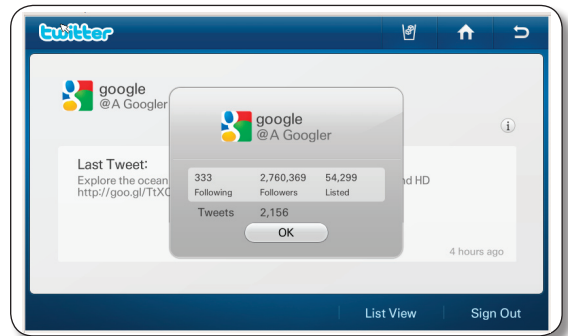 twitter
google
@A Googler
google
@A Googler
Last Tweet:
Explore the ocean
nd HD
http://goo.gl/TtXC
333 2,760,369 54,299
Following Followers Listed
Tweets 2,156
OK
4 hours ago
List View Sign Out